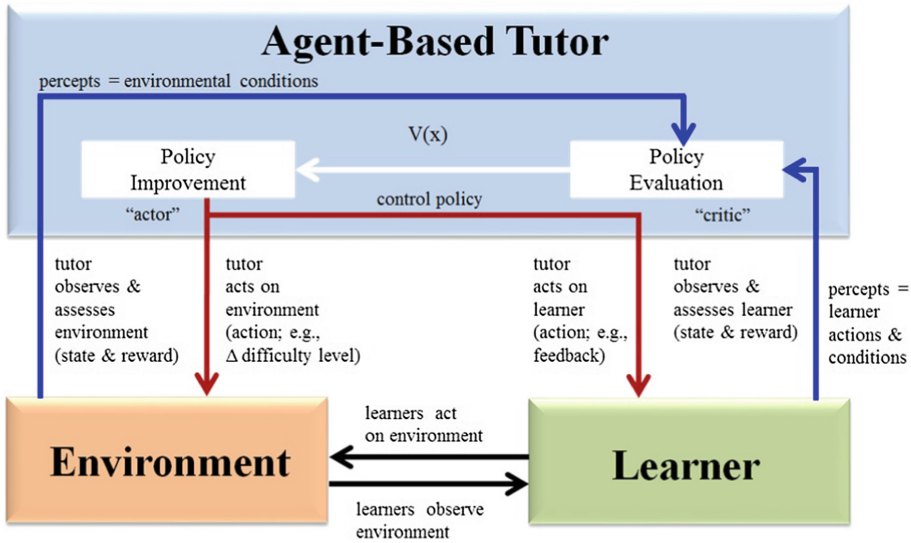 Agent-Based Tutor
percepts = environmental conditions
V(x)
Policy
Improvement
Policy
Evaluation
"actor"
control policy
"critic"
tutor
observes &
assesses
environment
(state & reward)
tutor
acts on
environment
(action; e.g.,
Δ difficulty level)
tutor
acts on
learner
(action; e.g.,
feedback)
tutor
observes &
assesses learner
(state & reward)
percepts =
learner
actions &
conditions
Environment
learners act
on environment
learners observe
environment
Learner